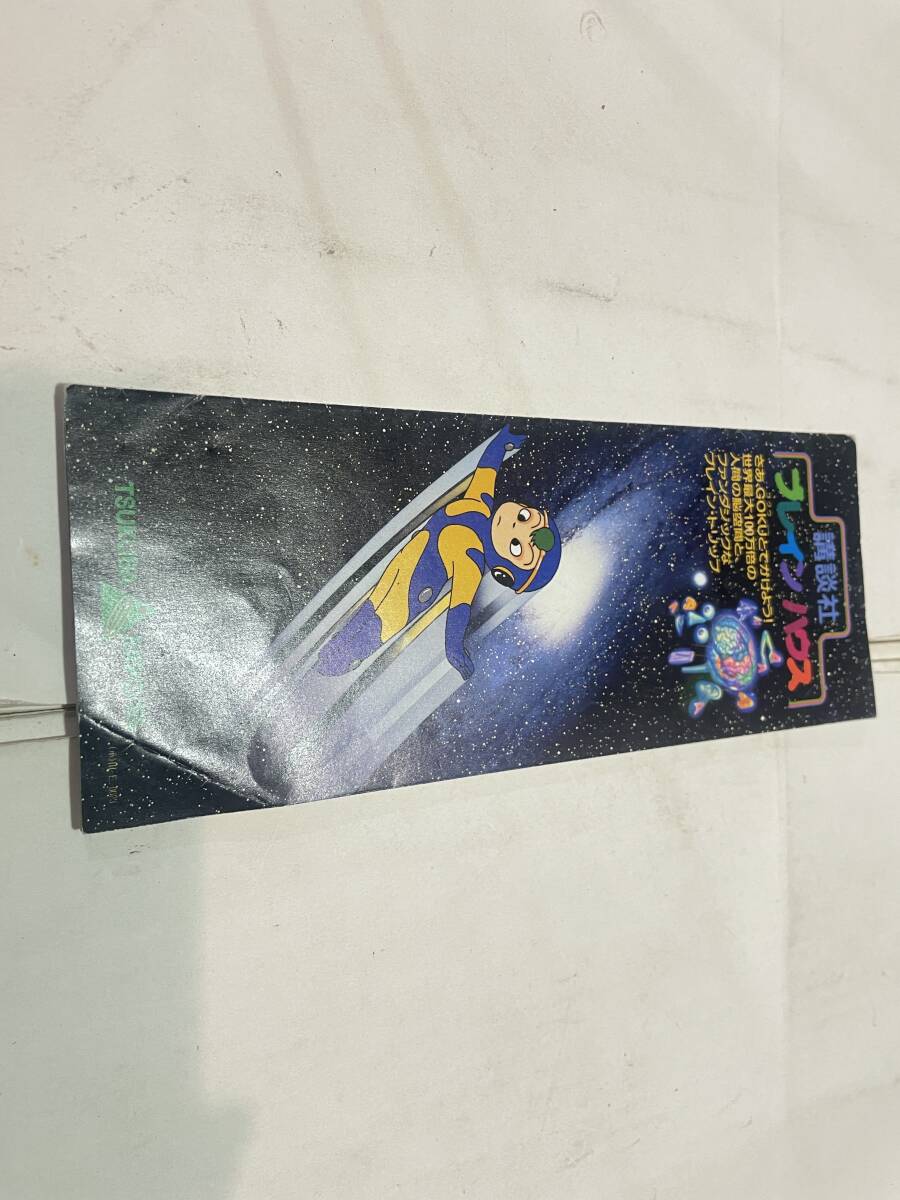 講談社
ブレインハウス
さあ、GOKUとでかけよう!
世界最大100万倍の
人間の脳空間を、
ファンタジックな
ブレイン・トリップ
TSUKUBA